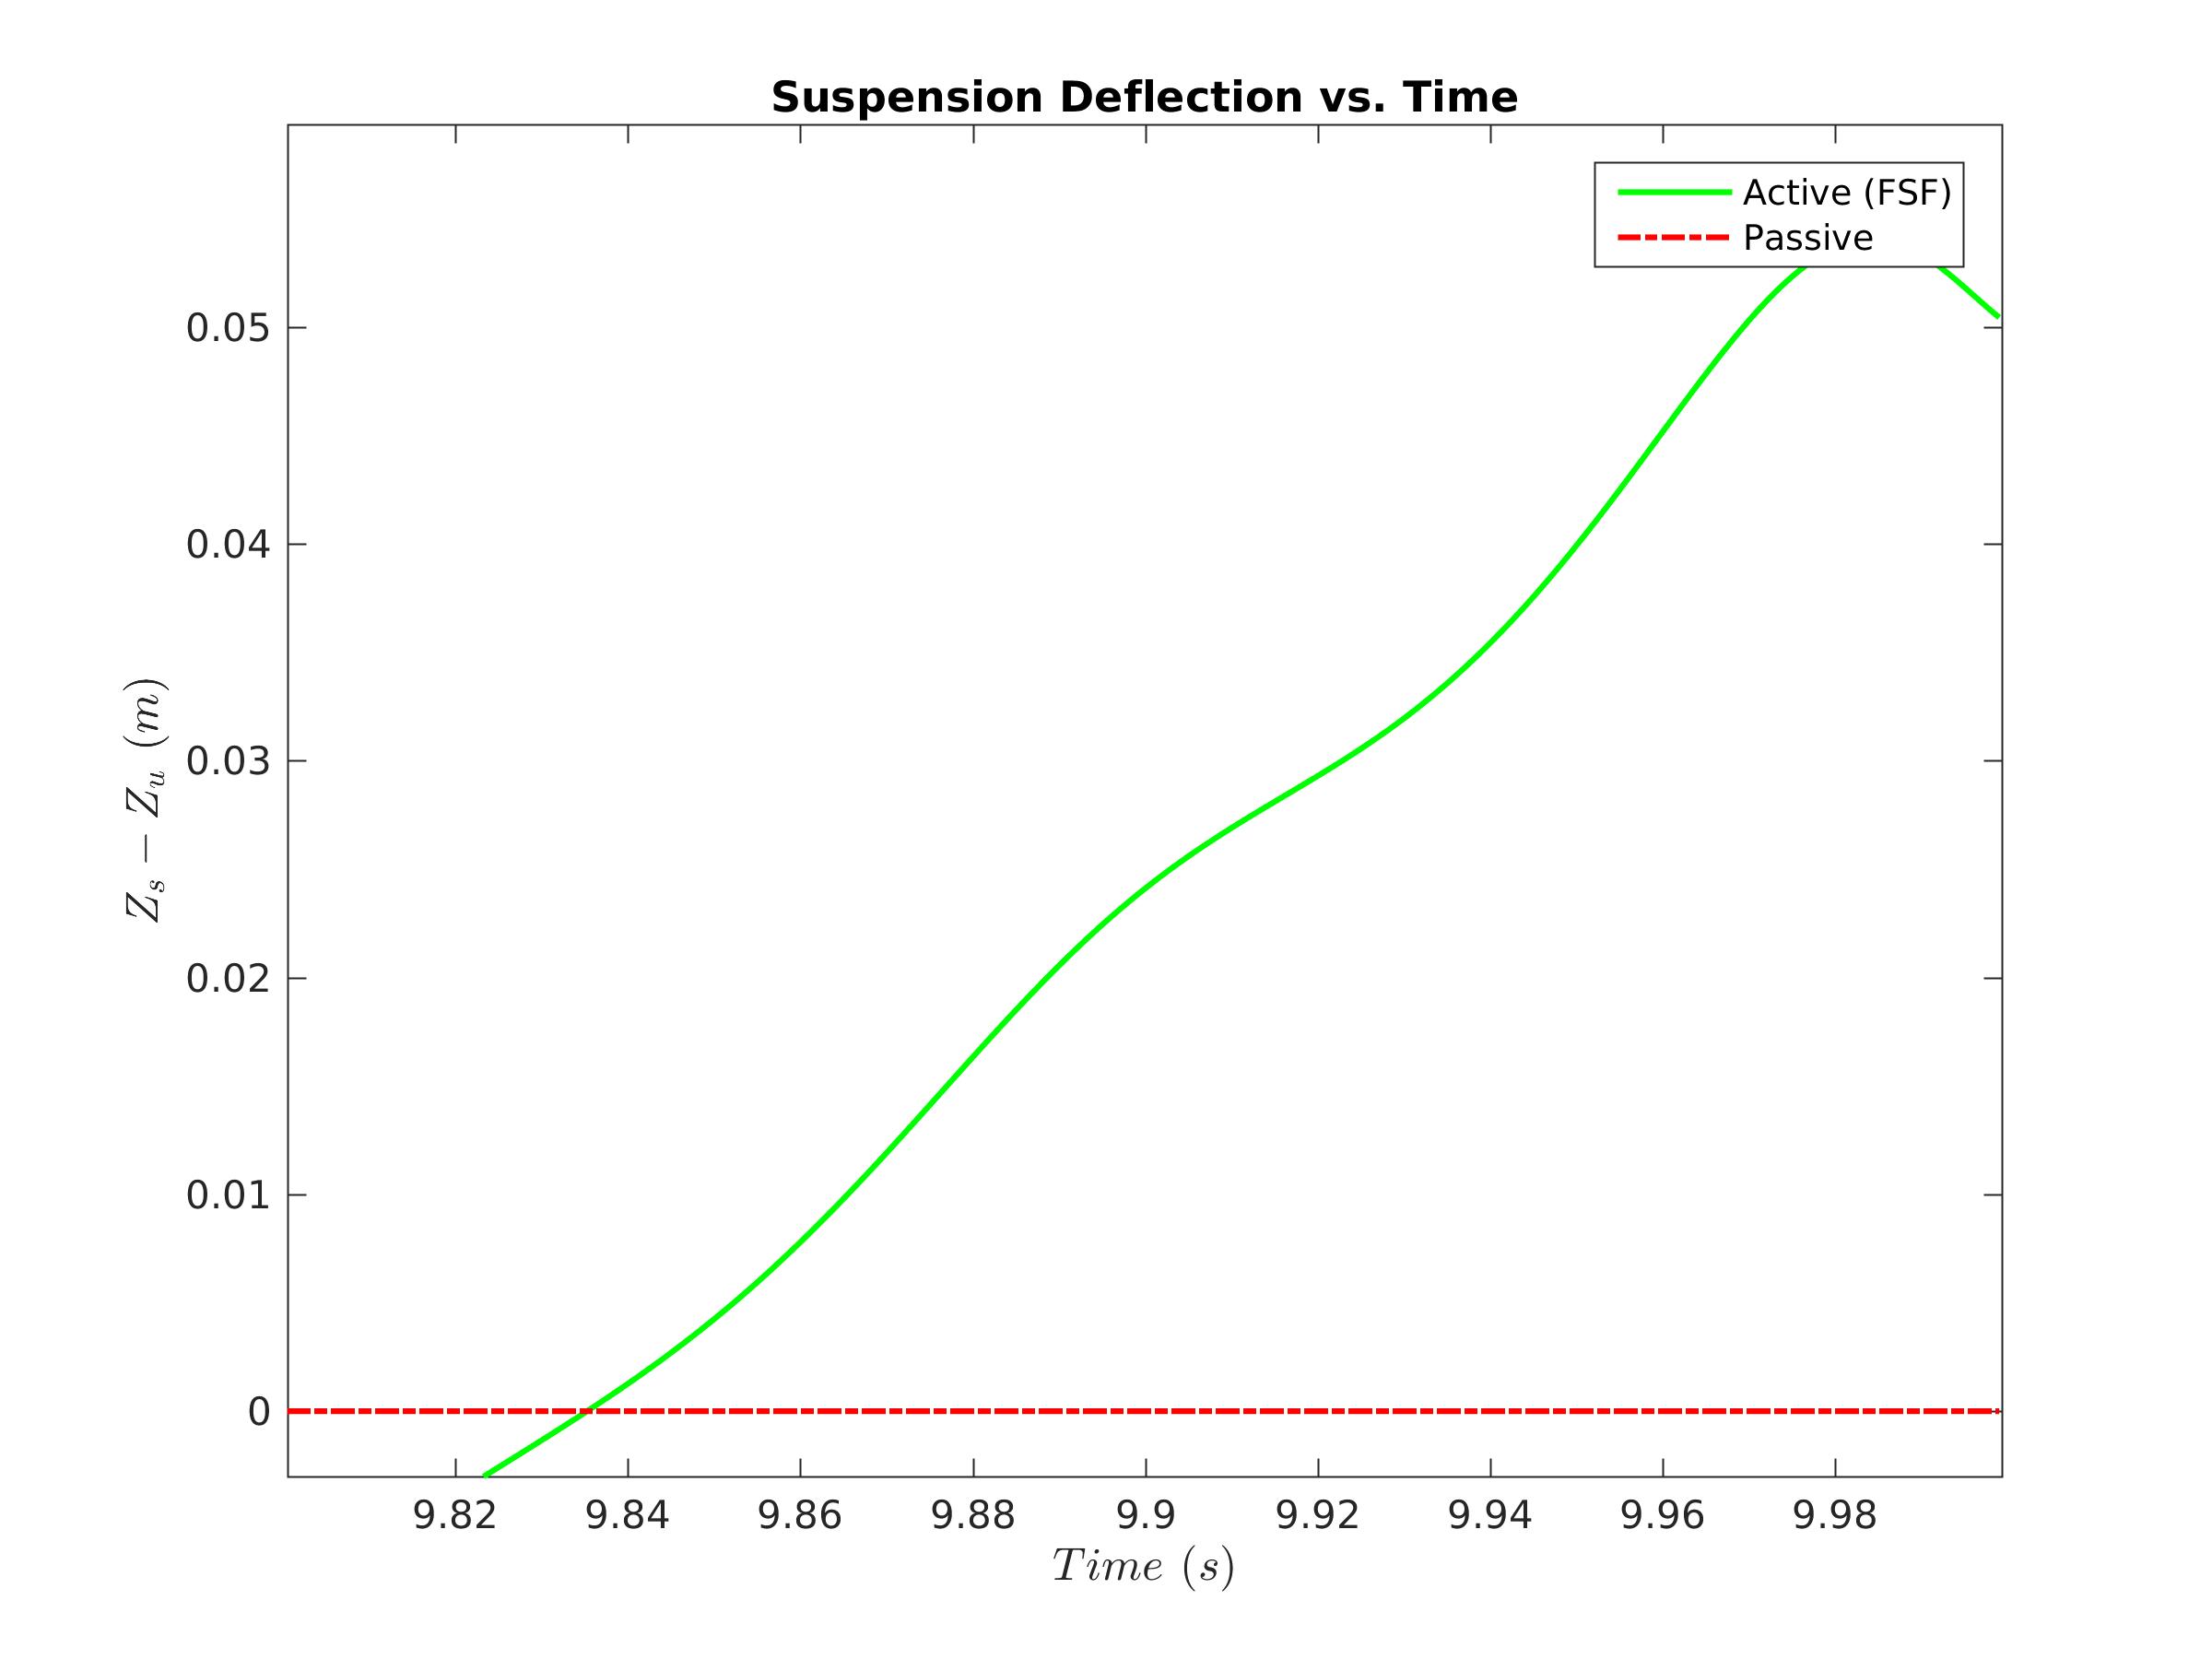 Suspension Deflection vs. Time
Active (FSF)
Passive
0.05
0.04
0.03
0.02
0.01
0
Z_s − Z_u (m)
9.82 9.84 9.86 9.88 9.9 9.92 9.94 9.96 9.98
Time (s)